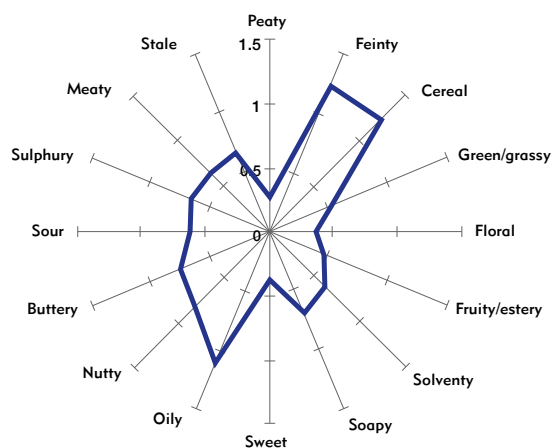 Peaty
1.5
Feinty
Stale
1
Cereal
Meaty
Green/grassy
Sulphury
0.5
Floral
Sour
0
Fruity/estery
Buttery
Solventy
Nutty
Soapy
Oily
Sweet